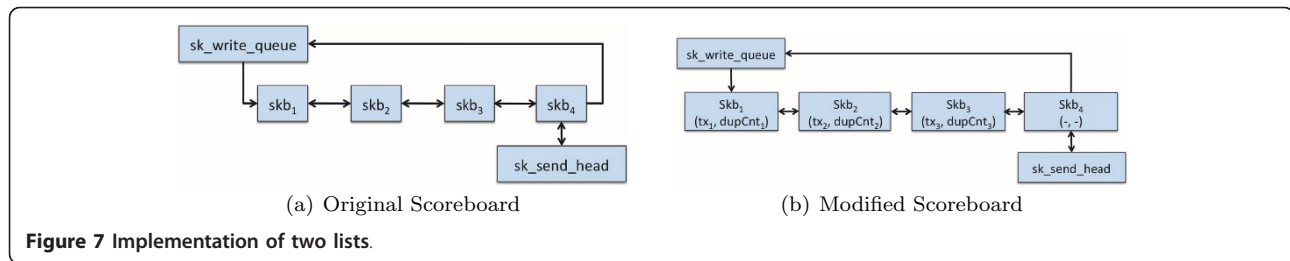 sk_write_queue
skb₁ skb₂ skb₃ skb₄
sk_send_head
(a) Original Scoreboard
sk_write_queue
Skb₁ Skb₂ Skb₃ Skb₄
(tx₁, dupCnt₁) (tx₂, dupCnt₂) (tx₃, dupCnt₃) (-, -)
sk_send_head
(b) Modified Scoreboard
Figure 7 Implementation of two lists.